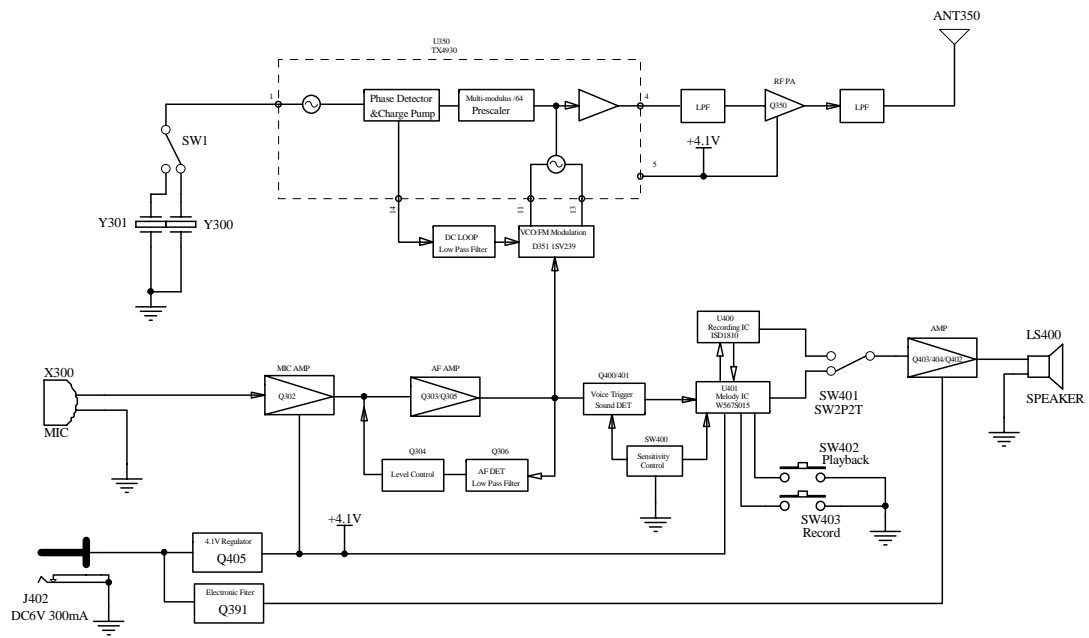 ANT350
U350
TX4930
RF PA
1
Phase Detector
&Charge Pump
Multi-modulus /64
Prescaler
4
LPF
Q350
LPF
SW1
+4.1V
5
14
11
13
Y301
Y300
DC LOOP
Low Pass Filter
VCO/FM Modulation
D351 1SV239
U400
Recording IC
ISD1810
AMP
LS400
X300
MIC AMP
AF AMP
Q400/401
U401
Melody IC
W567S015
Q403/404/Q402
Q302
Q303/Q305
Voice Trigger
Sound DET
SW401
SW2P2T
SPEAKER
MIC
SW400
Sensitivity
Control
SW402
Playback
Q304
Q306
Level Control
AF DET
Low Pass Filter
SW403
Record
+4.1V
4.1V Regulator
Q405
Electronic Fiter
Q391
J402
DC6V 300mA